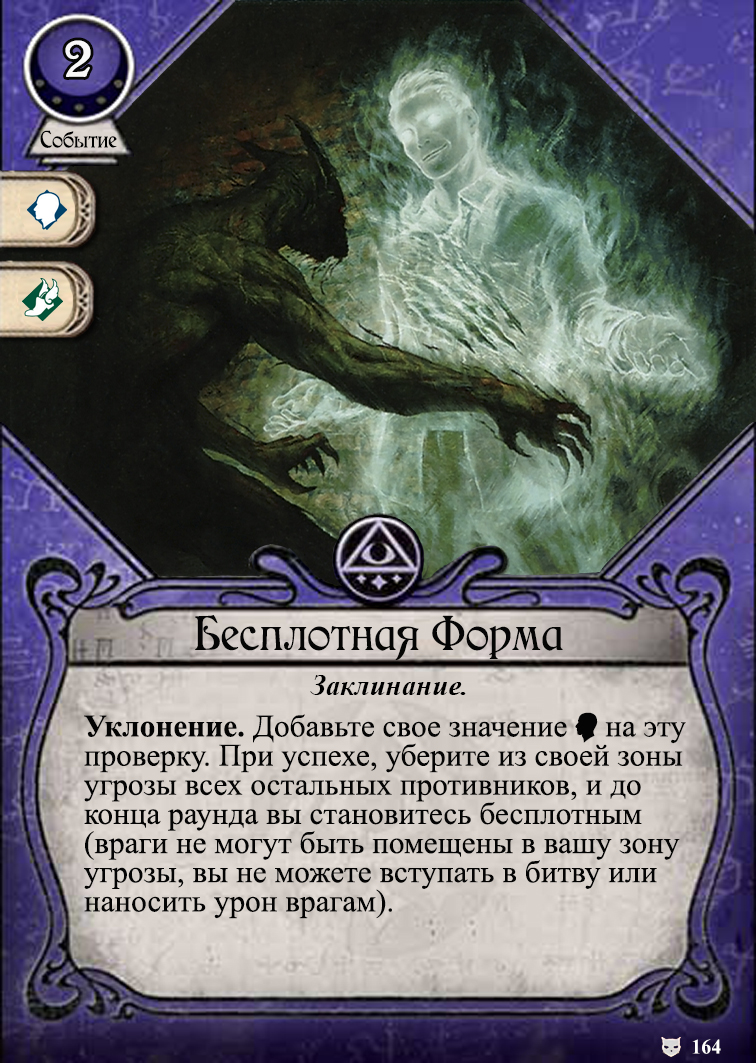 2
Событие
Бесплотная Форма
Заклинание.
Уклонение. Добавьте свое значение на эту
проверку. При успехе, уберите из своей зоны
угрозы всех остальных противников, и до
конца раунда вы становитесь бесплотным
(враги не могут быть помещены в вашу зону
угрозы, вы не можете вступать в битву или
наносить урон врагам).
164